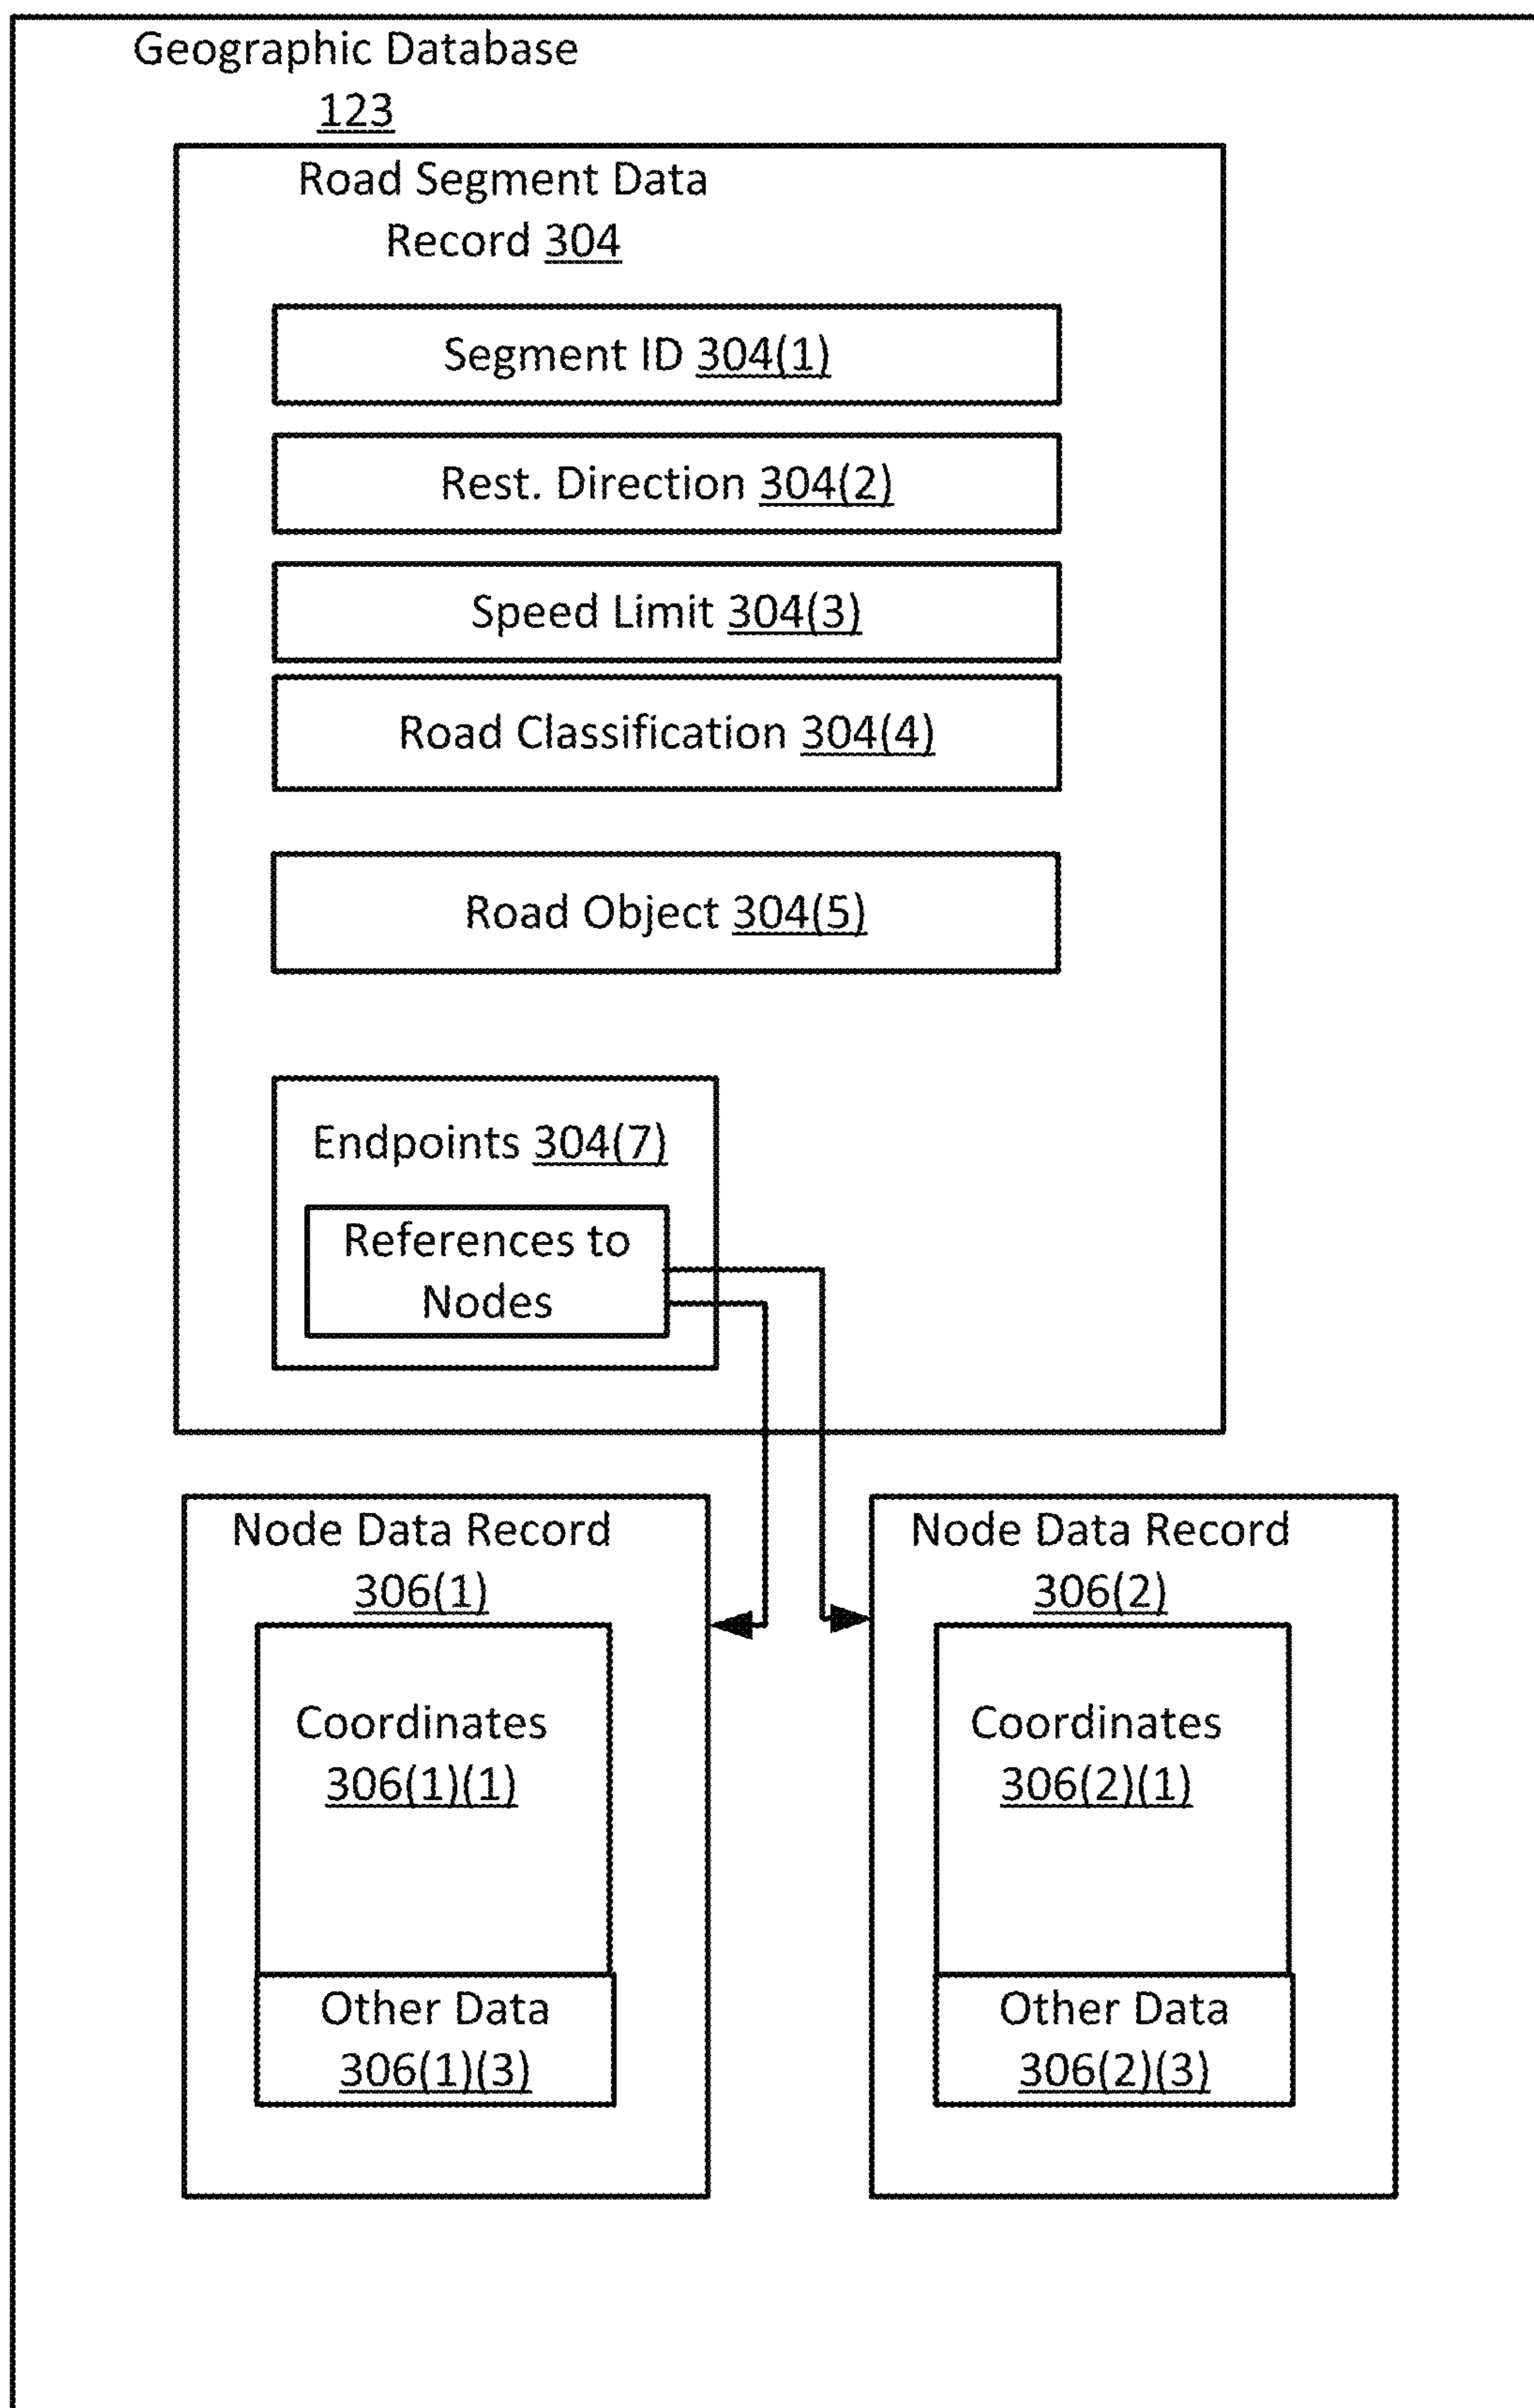 Geographic Database
123
Road Segment Data
Record 304
Segment ID 304(1)
Rest. Direction 304(2)
Speed Limit 304(3)
Road Classification 304(4)
Road Object 304(5)
Endpoints 304(7)
References to
Nodes
Node Data Record
306(1)
Coordinates
306(1)(1)
Other Data
306(1)(3)
Node Data Record
306(2)
Coordinates
306(2)(1)
Other Data
306(2)(3)